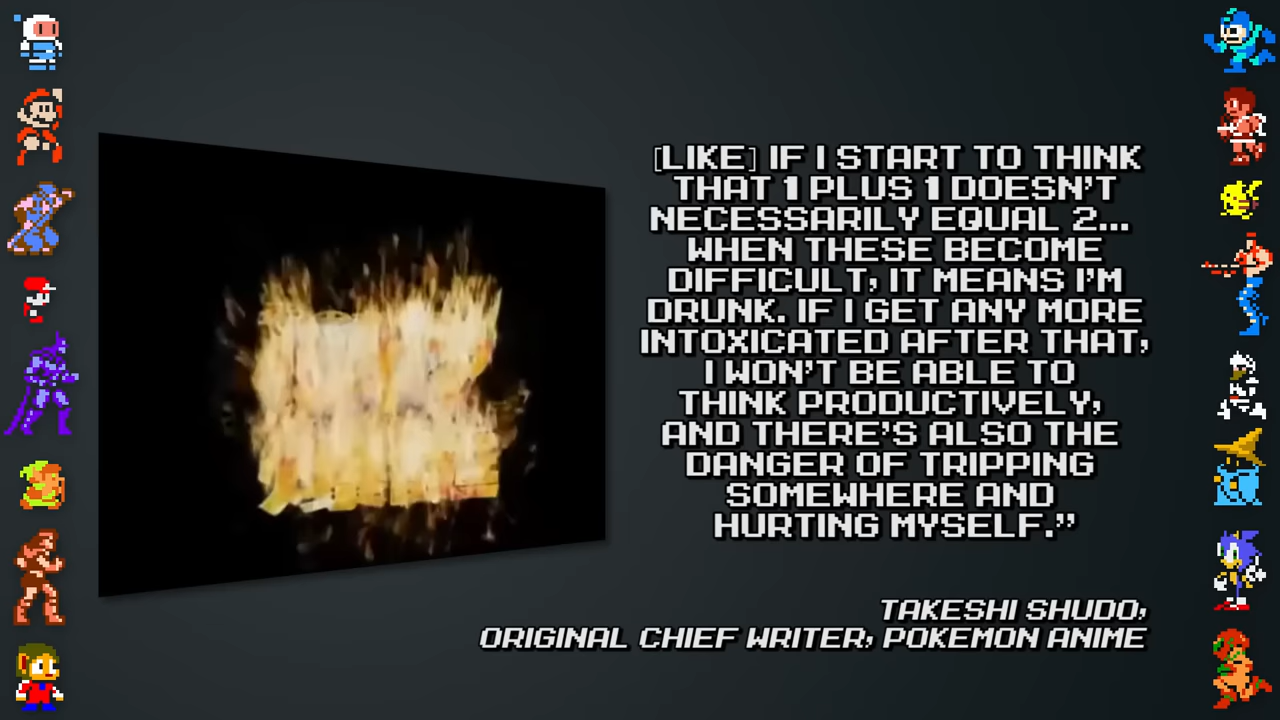 [LIKE] IF I START TO THINK
THAT 1 PLUS 1 DOESN'T
NECESSARILY EQUAL 2...
WHEN THESE BECOME
DIFFICULT, IT MEANS I'M
DRUNK. IF I GET ANY MORE
INTOXICATED AFTER THAT,
I WON'T BE ABLE TO
THINK PRODUCTIVELY,
AND THERE'S ALSO THE
DANGER OF TRIPPING
SOMEWHERE AND
HURTING MYSELF.”
TAKESHI SHUDO,
ORIGINAL CHIEF WRITER, POKEMON ANIME